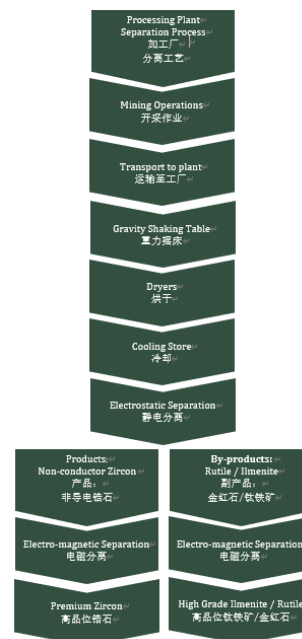 Processing Plant
Separation Process
加工厂
分离工艺
Mining Operations
开采作业
Transport to plant
运输至工厂
Gravity Shaking Table
重力摇床
Dryers
烘干
Cooling Store
冷却
Electrostatic Separation
静电分离
Products:
Non-conductor Zircon
产品：
非导电锆石
By-products:
Rutile / Ilmenite
副产品：
金红石/钛铁矿
Electro-magnetic Separation
电磁分离
Electro-magnetic Separation
电磁分离
Premium Zircon
高品位锆石
High Grade Ilmenite / Rutile
高品位钛铁矿/金红石